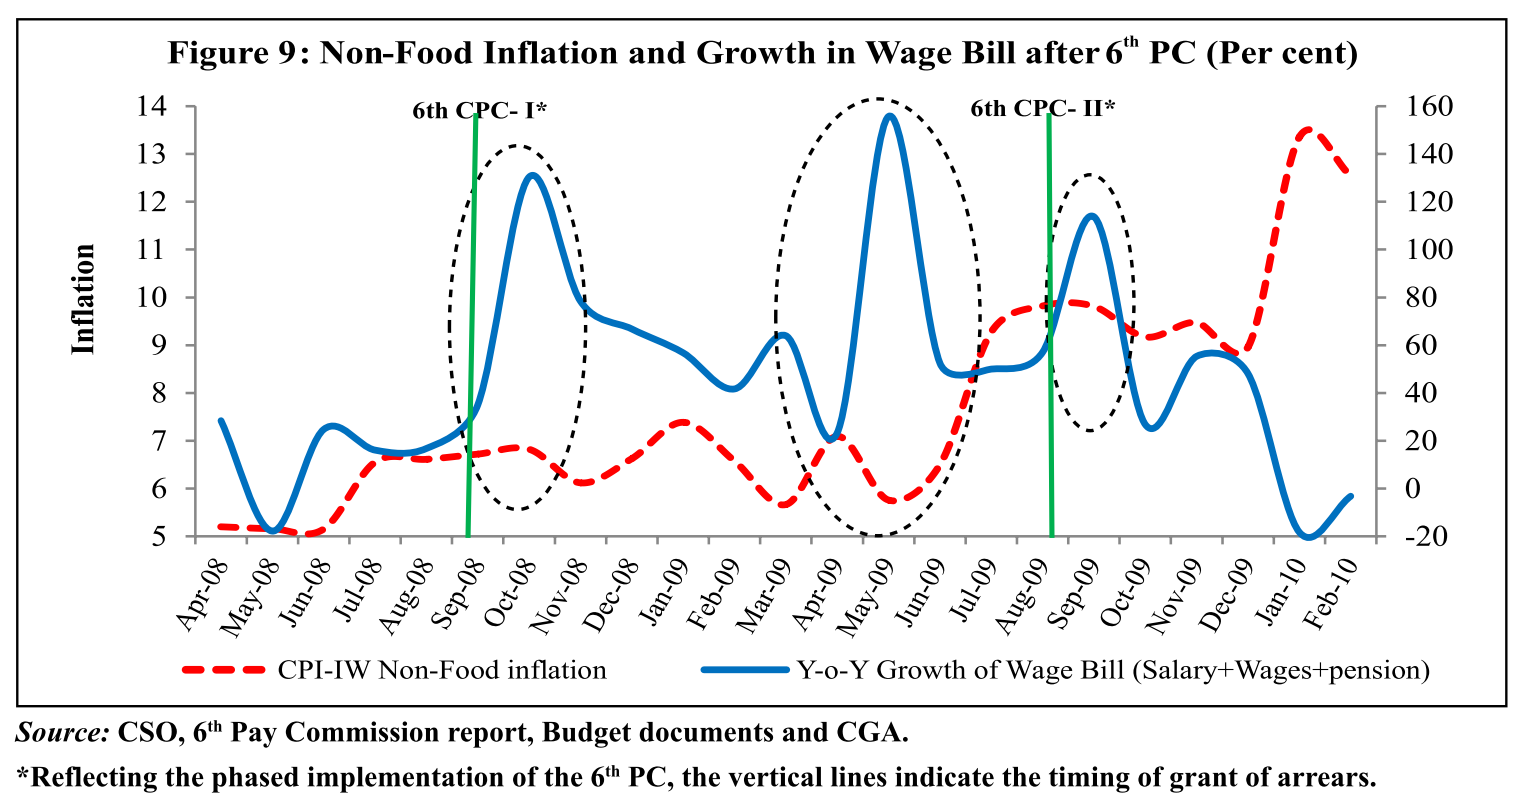 Figure 9: Non-Food Inflation and Growth in Wage Bill after 6th PC (Per cent)
6th CPC- I*
6th CPC- II*
14
13
12
11
10
9
8
7
6
5
Inflation
160
140
120
100
80
60
40
20
0
-20
Apr-08
May-08
Jun-08
Jul-08
Aug-08
Sep-08
Oct-08
Nov-08
Dec-08
Jan-09
Feb-09
Mar-09
Apr-09
May-09
Jun-09
Jul-09
Aug-09
Sep-09
Oct-09
Nov-09
Dec-09
Jan-10
Feb-10
CPI-IW Non-Food inflation
Y-o-Y Growth of Wage Bill (Salary+Wages+pension)
Source: CSO, 6th Pay Commission report, Budget documents and CGA.
*Reflecting the phased implementation of the 6th PC, the vertical lines indicate the timing of grant of arrears.